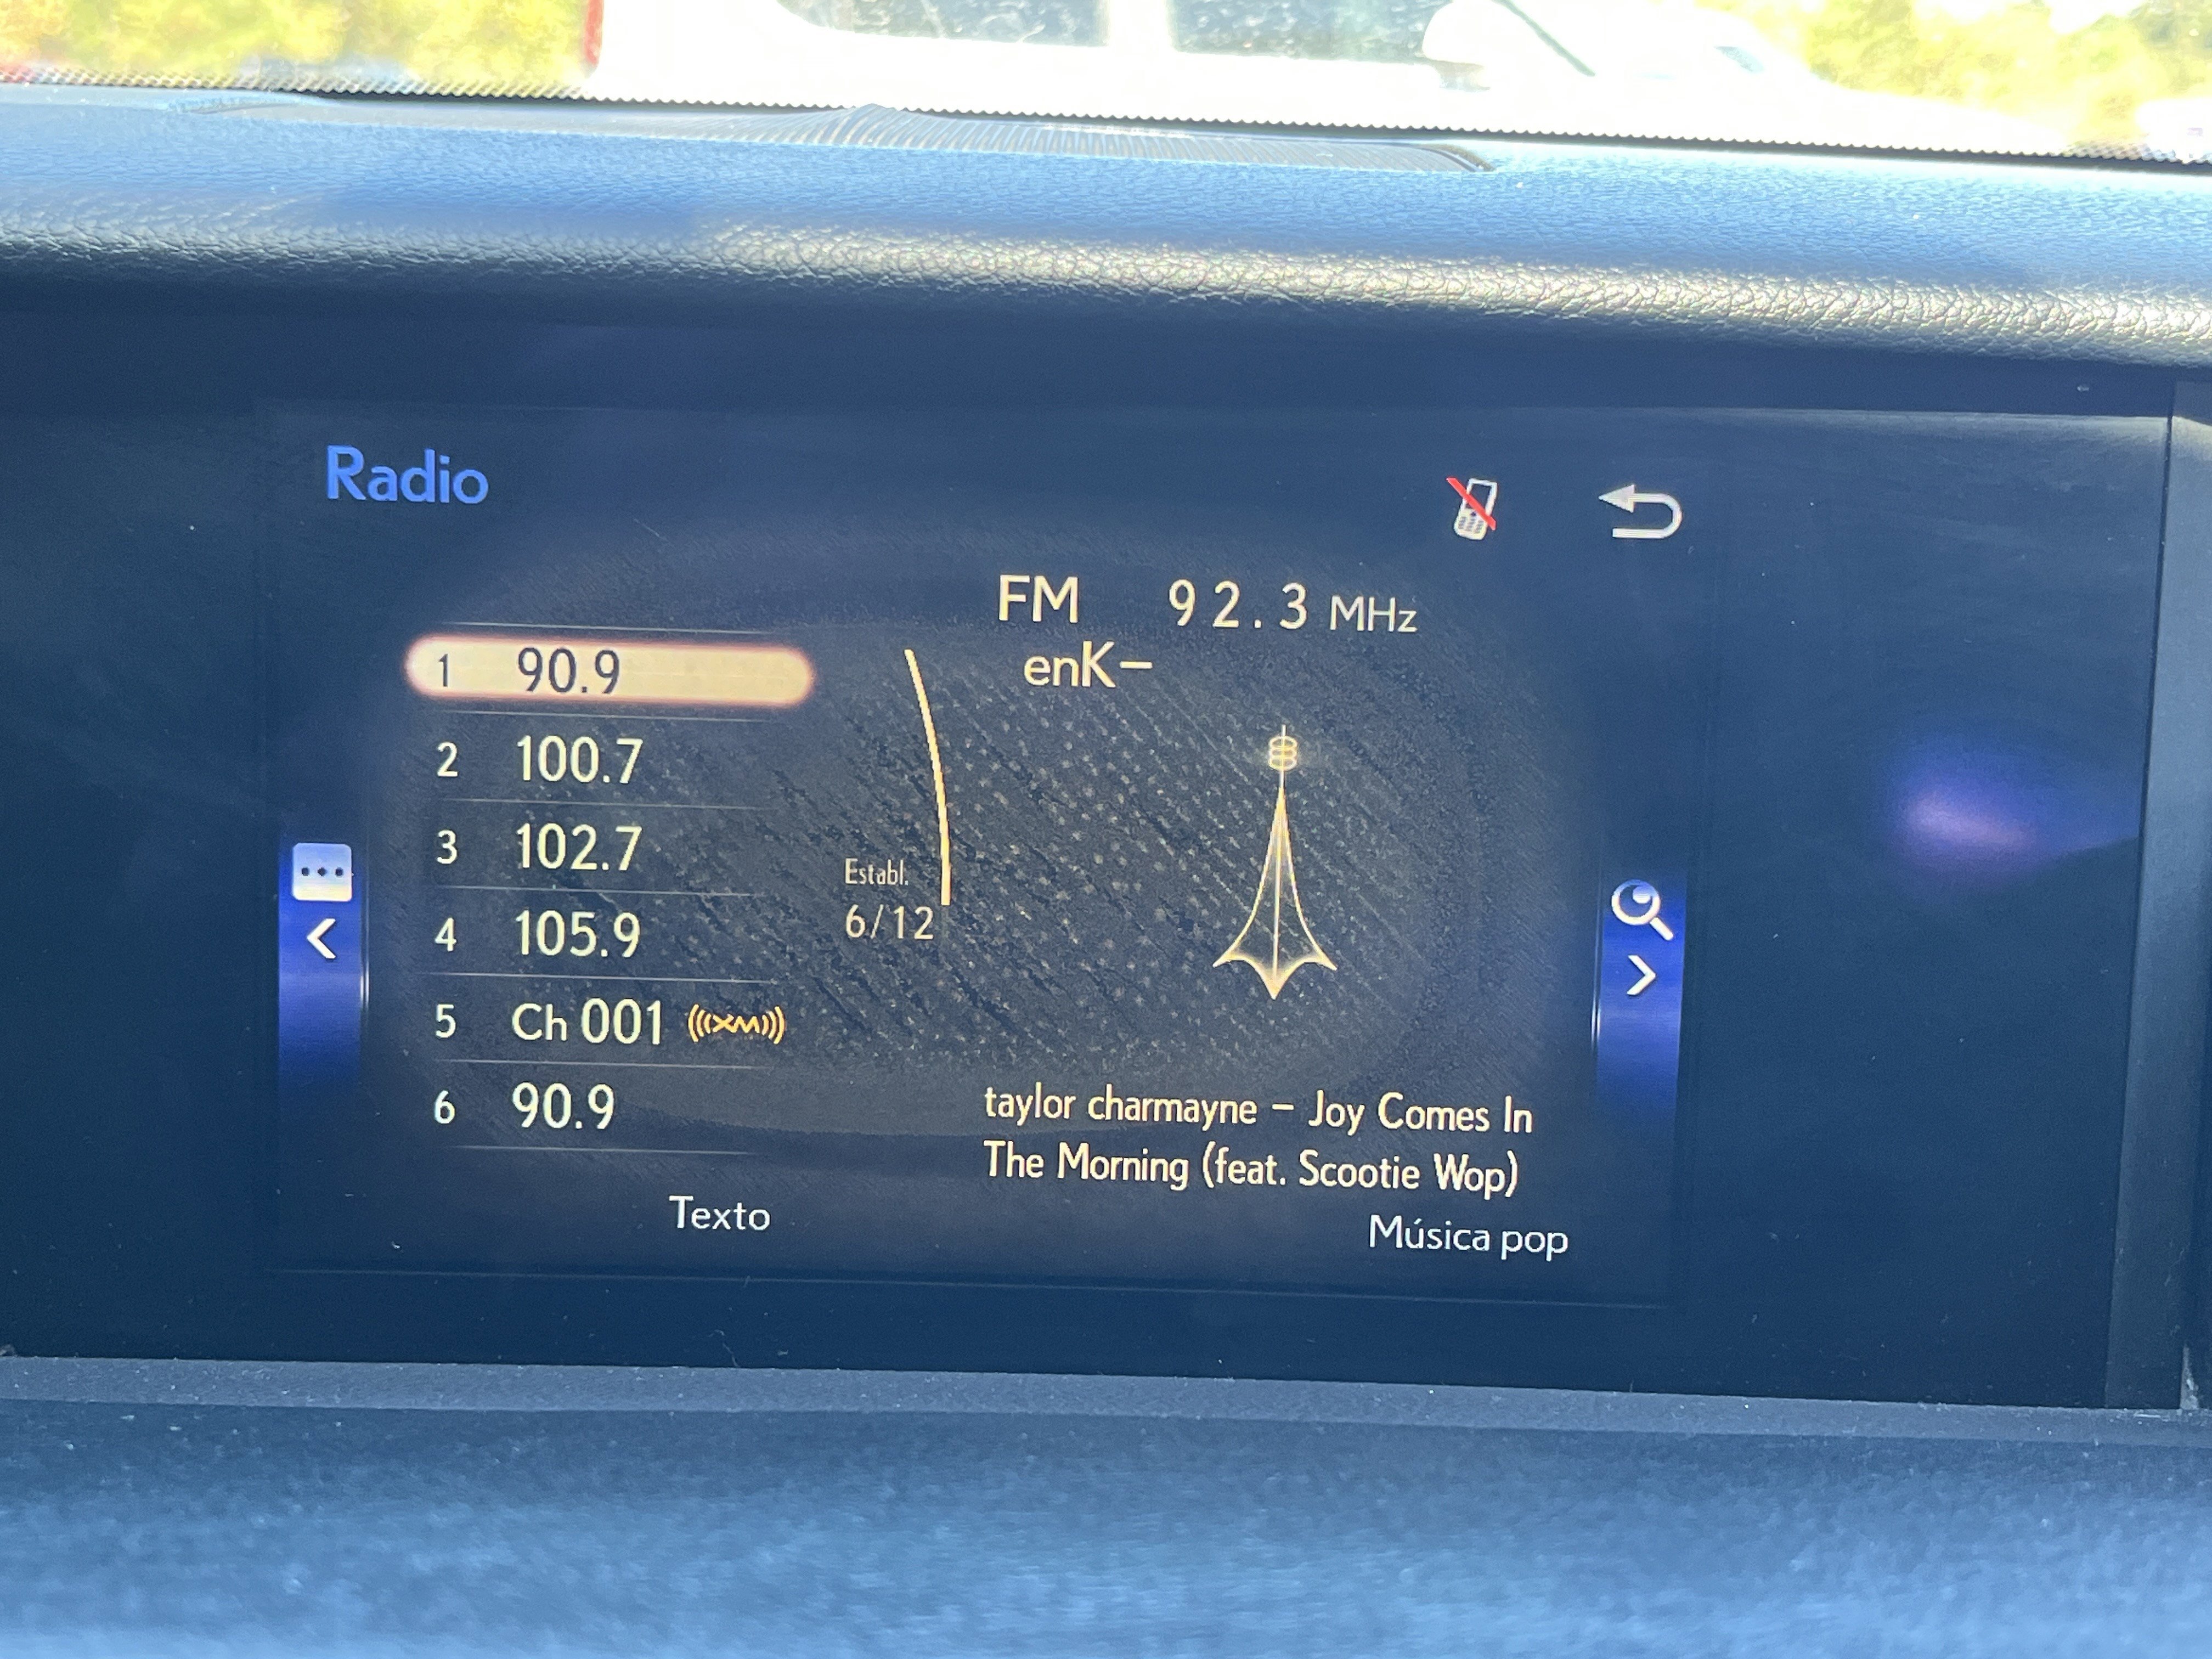 Radio
FM 92.3 MHz
enK–
1 90.9
2 100.7
3 102.7
4 105.9
5 Ch 001 (((XM)))
6 90.9
Establ.
6/12
taylor charmayne – Joy Comes In
The Morning (feat. Scootie Wop)
Texto
Música pop